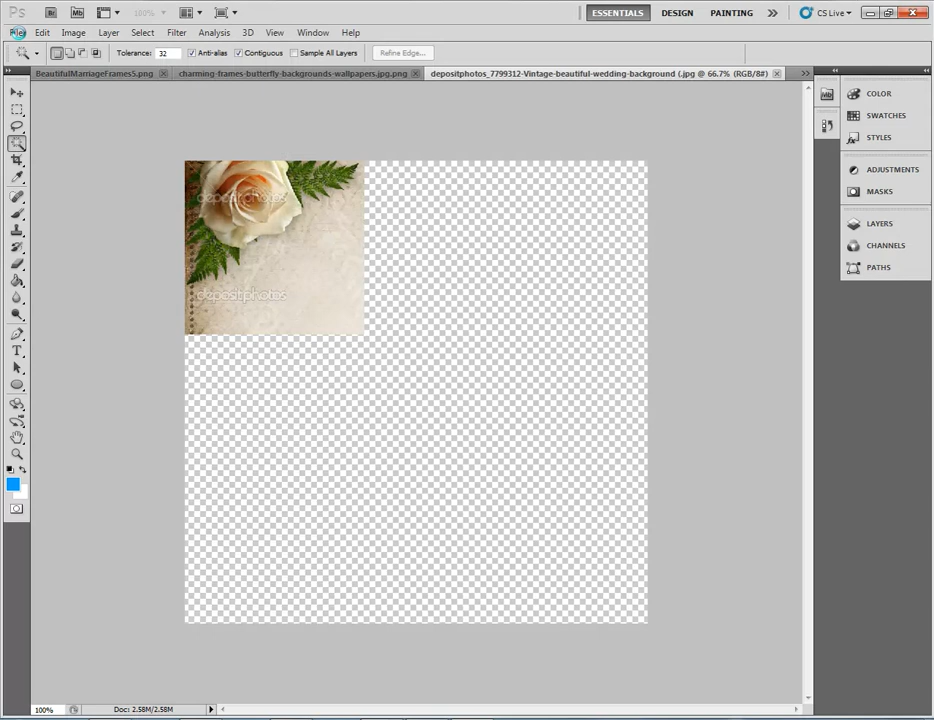 Ps Br Mb 100% ESSENTIALS DESIGN PAINTING CS Live
File Edit Image Layer Select Filter Analysis 3D View Window Help
Tolerance: 32 Anti-alias Contiguous Sample All Layers Refine Edge...
BeautifulMarriageFrames5.png charming-frames-butterfly-backgrounds-wallpapers.jpg.png depositphotos_7799312-Vintage-beautiful-wedding-background (.jpg @ 66.7% (RGB/8#)
Mb COLOR
SWATCHES
STYLES
ADJUSTMENTS
MASKS
depositphotos
LAYERS
CHANNELS
PATHS
depositphotos
T
100% Doc: 2.58M/2.58M